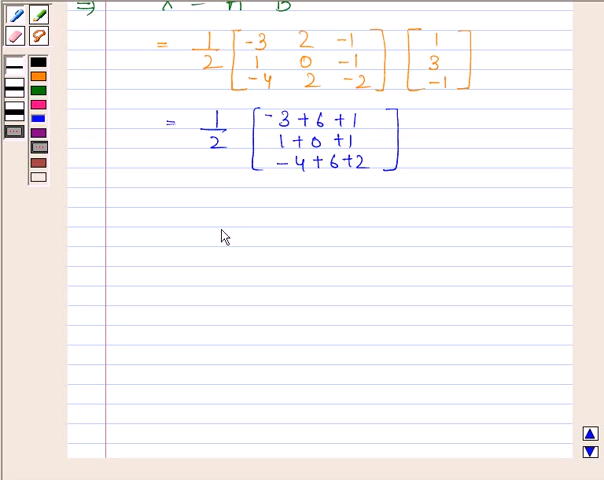 ⇒ X = A⁻¹ B
= 1/2 [-3 2 -1; 1 0 -1; -4 2 -2] [1; 3; -1]
= 1/2 [-3+6+1; 1+0+1; -4+6+2]